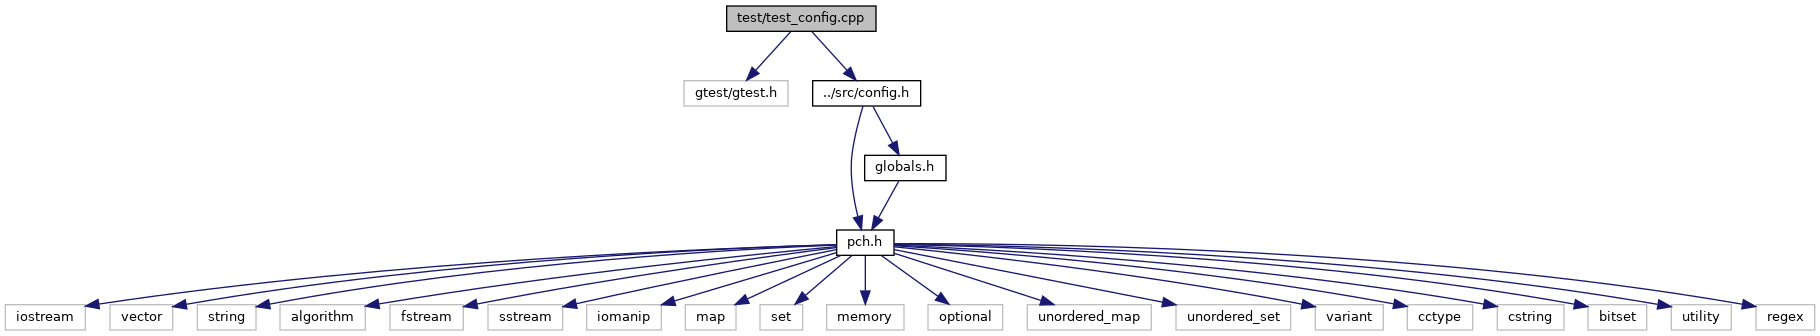 test/test_config.cpp
gtest/gtest.h
../src/config.h
globals.h
pch.h
iostream
vector
string
algorithm
fstream
sstream
iomanip
map
set
memory
optional
unordered_map
unordered_set
variant
cctype
cstring
bitset
utility
regex